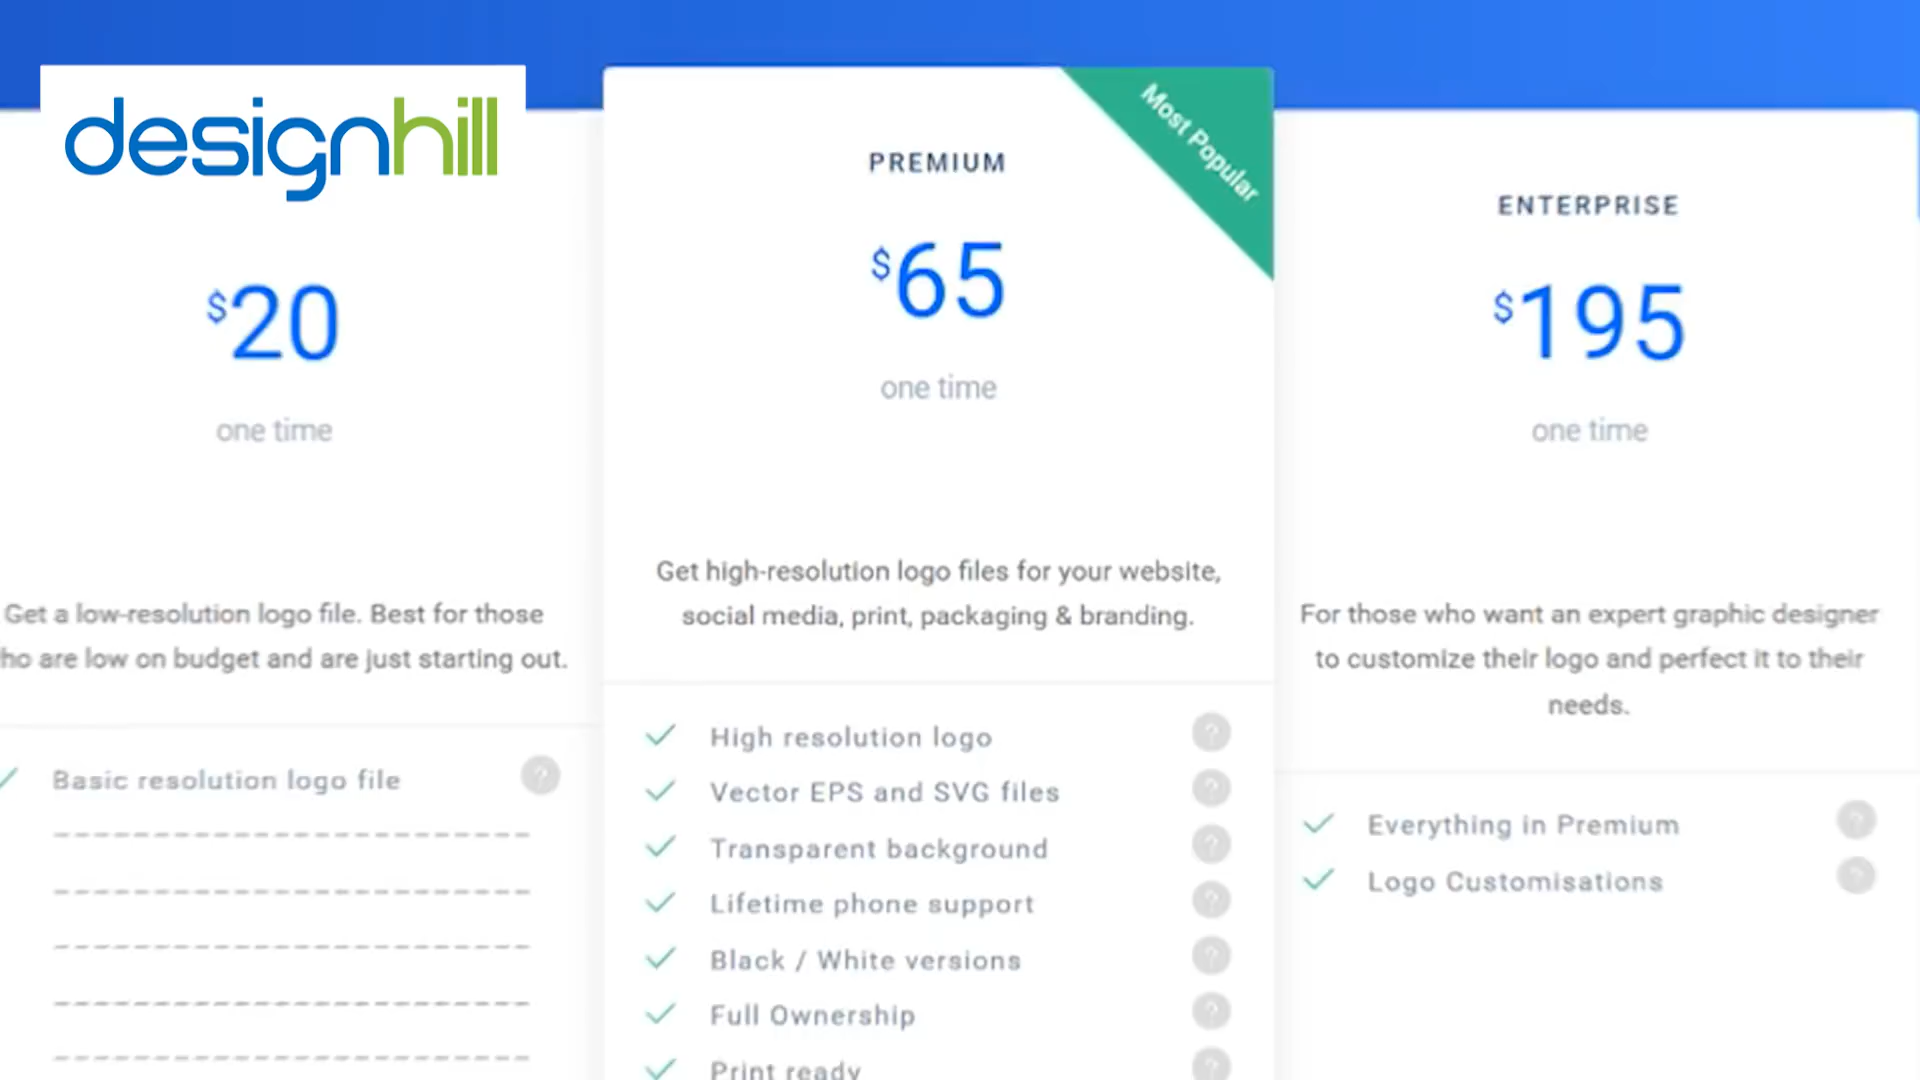 designhill
$20
one time
Get a low-resolution logo file. Best for those
ho are low on budget and are just starting out.
Basic resolution logo file
?
Most Popular
PREMIUM
$65
one time
Get high-resolution logo files for your website,
social media, print, packaging & branding.
High resolution logo
?
Vector EPS and SVG files
?
Transparent background
?
Lifetime phone support
?
Black / White versions
?
Full Ownership
?
Print ready
?
ENTERPRISE
$195
one time
For those who want an expert graphic designer
to customize their logo and perfect it to their
needs.
Everything in Premium
?
Logo Customisations
?